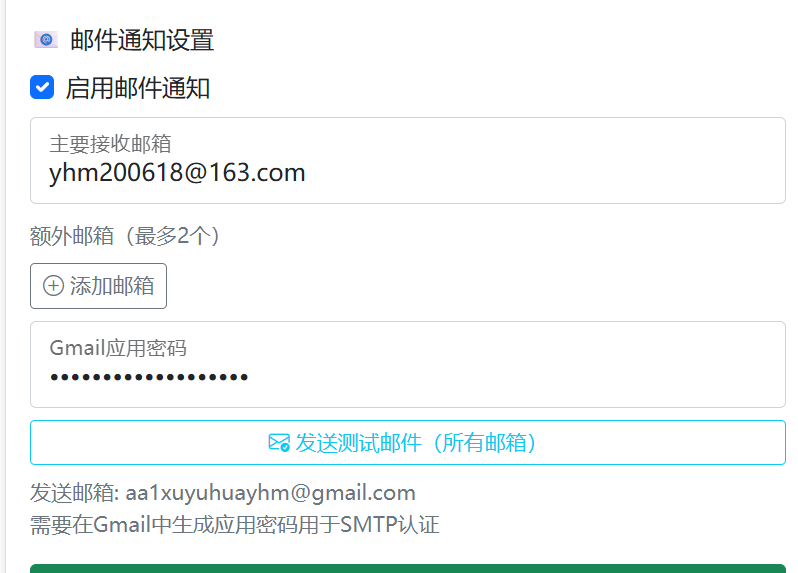 邮件通知设置
启用邮件通知
主要接收邮箱
yhm200618@163.com
额外邮箱（最多2个）
添加邮箱
Gmail应用密码
•••••••••••••••••••
发送测试邮件（所有邮箱）
发送邮箱: aa1xuyuhuayhm@gmail.com
需要在Gmail中生成应用密码用于SMTP认证